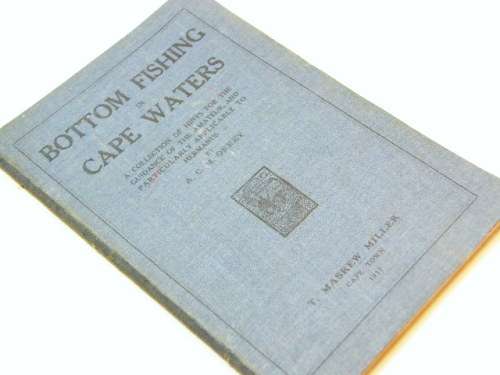 BOTTOM FISHING
IN
CAPE WATERS
A COLLECTION OF HINTS FOR THE
GUIDANCE OF THE AMATEUR, AND
PARTICULARLY APPLICABLE TO
HERMANUS
BY
A. C.
T. MASKEW MILLER
CAPE TOWN